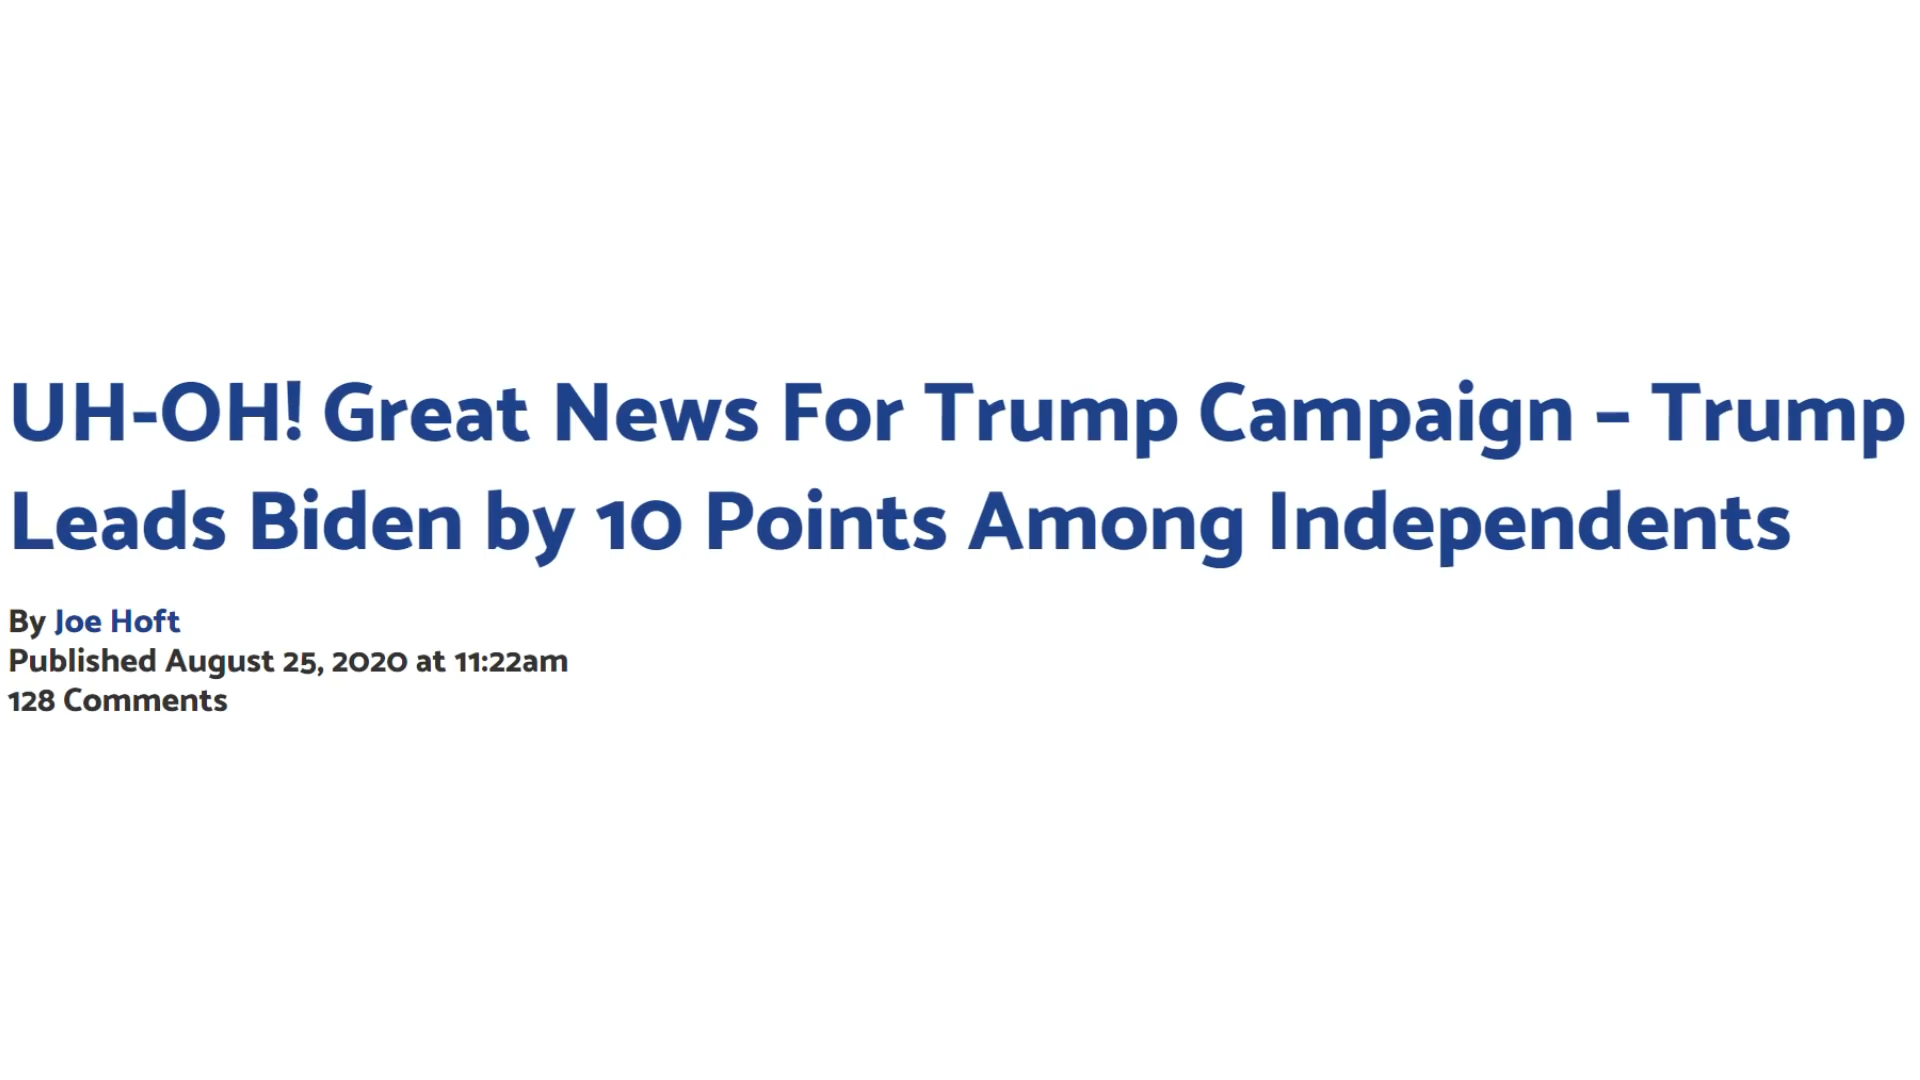 UH-OH! Great News For Trump Campaign – Trump
Leads Biden by 10 Points Among Independents
By Joe Hoft
Published August 25, 2020 at 11:22am
128 Comments